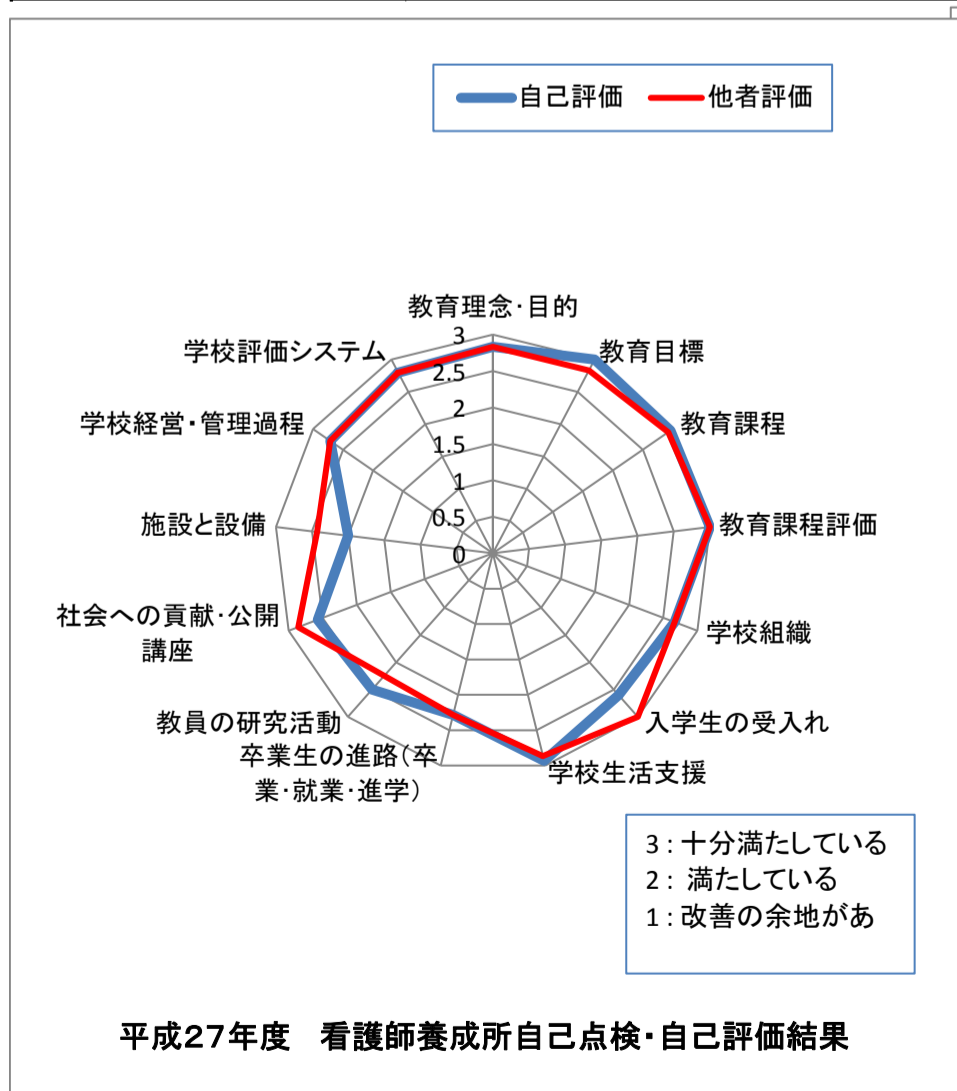 自己評価 他者評価
教育理念･目的
教育目標
教育課程
教育課程評価
学校組織
入学生の受入れ
学校生活支援
卒業生の進路（卒
業･就業･進学）
教員の研究活動
社会への貢献･公開
講座
施設と設備
学校経営・管理過程
学校評価システム
3
2.5
2
1.5
1
0.5
0
3 : 十分満たしている
2 : 満たしている
1 : 改善の余地があ
平成27年度　看護師養成所自己点検・自己評価結果